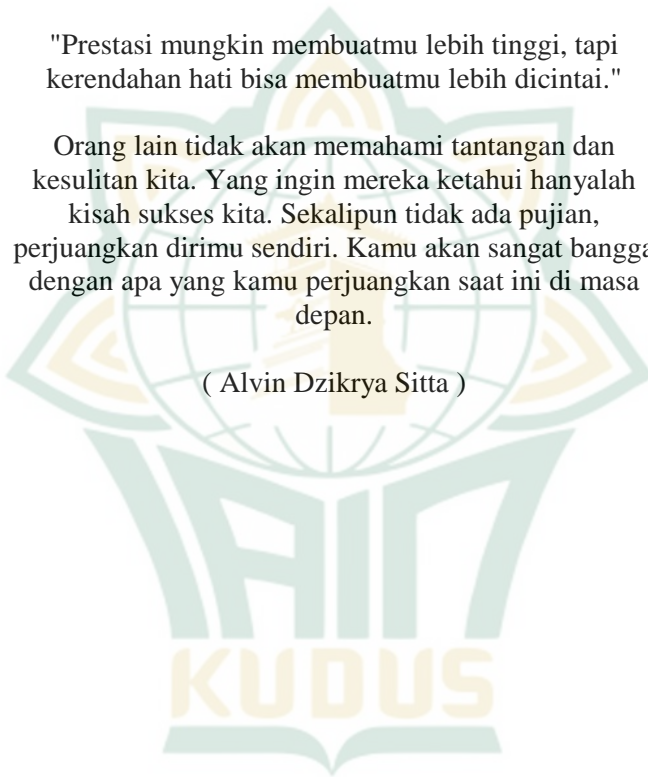 "Prestasi mungkin membuatmu lebih tinggi, tapi
kerendahan hati bisa membuatmu lebih dicintai."
Orang lain tidak akan memahami tantangan dan
kesulitan kita. Yang ingin mereka ketahui hanyalah
kisah sukses kita. Sekalipun tidak ada pujian,
perjuangkan dirimu sendiri. Kamu akan sangat bangga
dengan apa yang kamu perjuangkan saat ini di masa
depan.
( Alvin Dzikrya Sitta )
IAIN
KUDUS